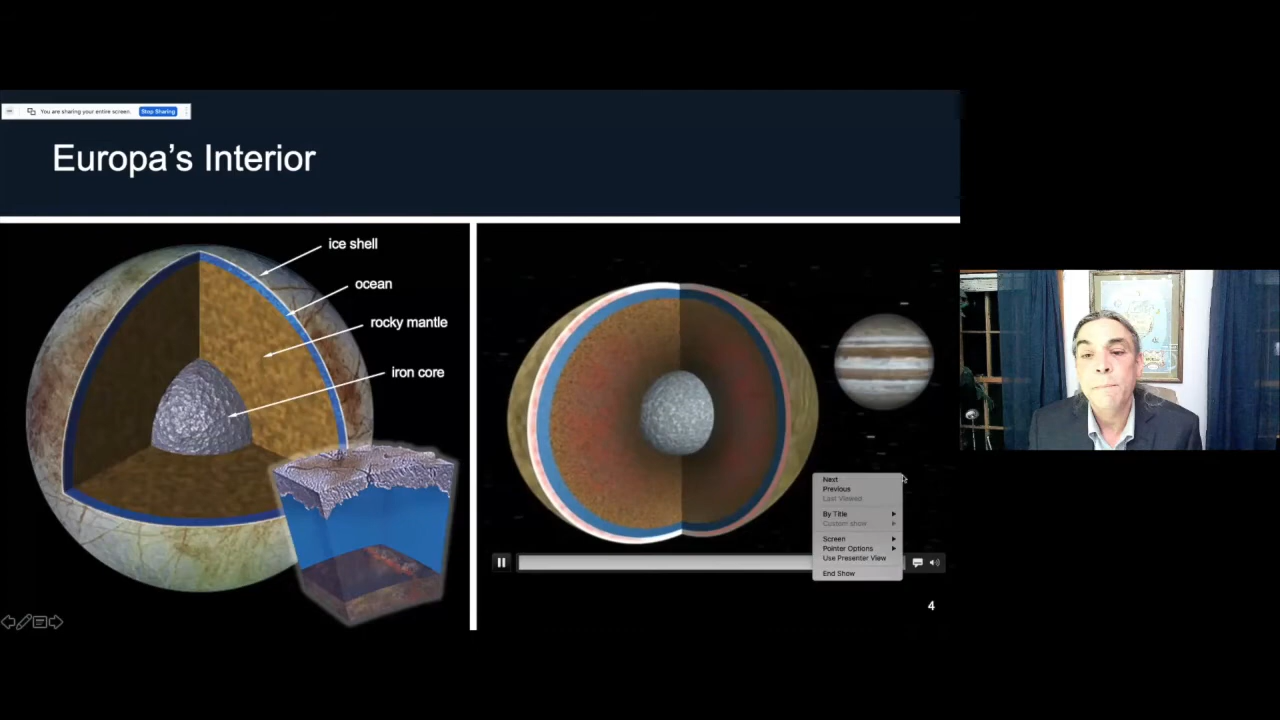 You are sharing your entire screen.
Stop Sharing
Europa's Interior
ice shell
ocean
rocky mantle
iron core
Next
Previous
Last Viewed
By Title
Custom show
Screen
Pointer Options
Use Presenter View
End Show
4